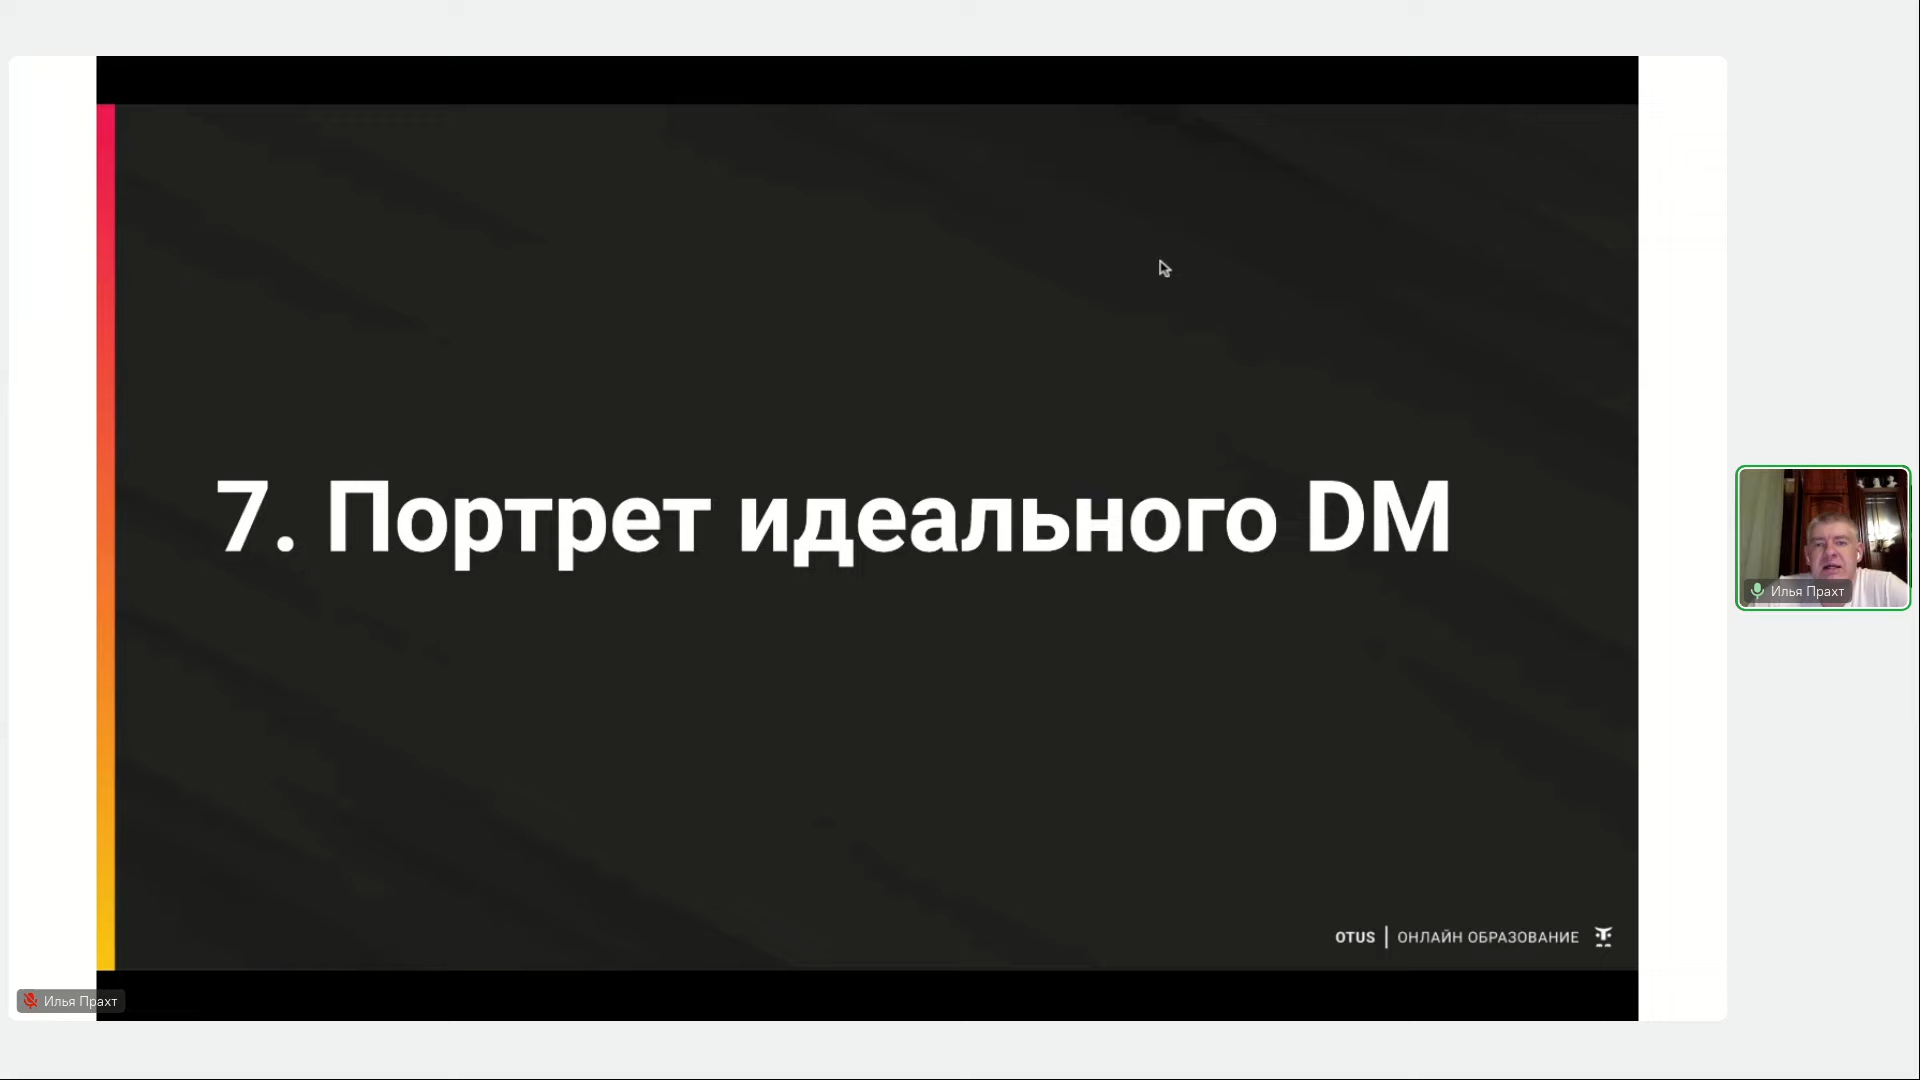 7. Портрет идеального DM
Илья Прахт
OTUS | ОНЛАЙН ОБРАЗОВАНИЕ
Илья Прахт